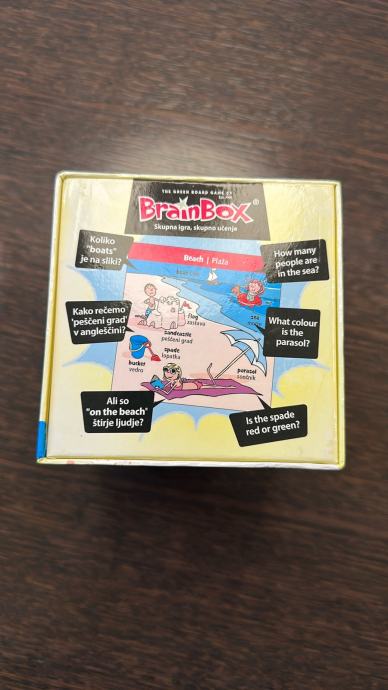 THE GREEN BOARD GAME CO.
BrainBox®
Skupna igra, skupno učenje
Koliko
"boats"
je na sliki?
Beach | Plaža
How many
people are
in the sea?
Kako rečemo
'peščeni grad'
v angleščini?
flag
zastava
sea
sandcastle
peščeni grad
What colour
is the
parasol?
spade
lopatka
bucket
vedro
parasol
senčnik
Ali so
"on the beach"
štirje ljudje?
Is the spade
red or green?